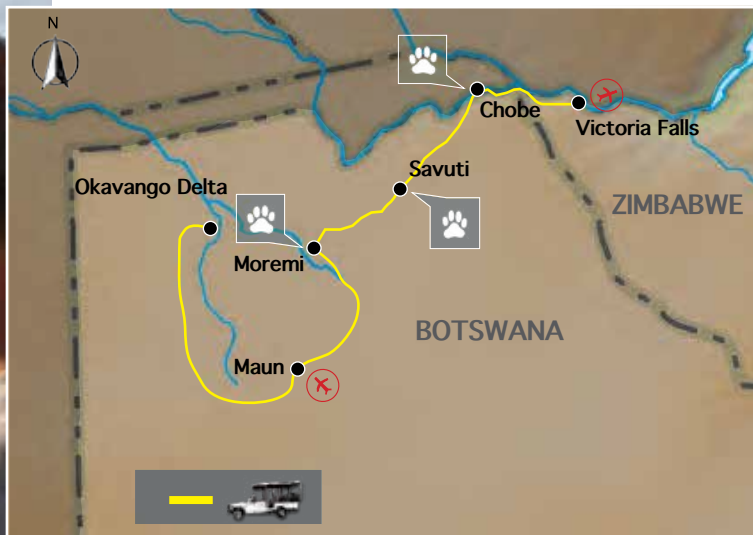 N
Chobe
Victoria Falls
Savuti
Okavango Delta
ZIMBABWE
Moremi
BOTSWANA
Maun